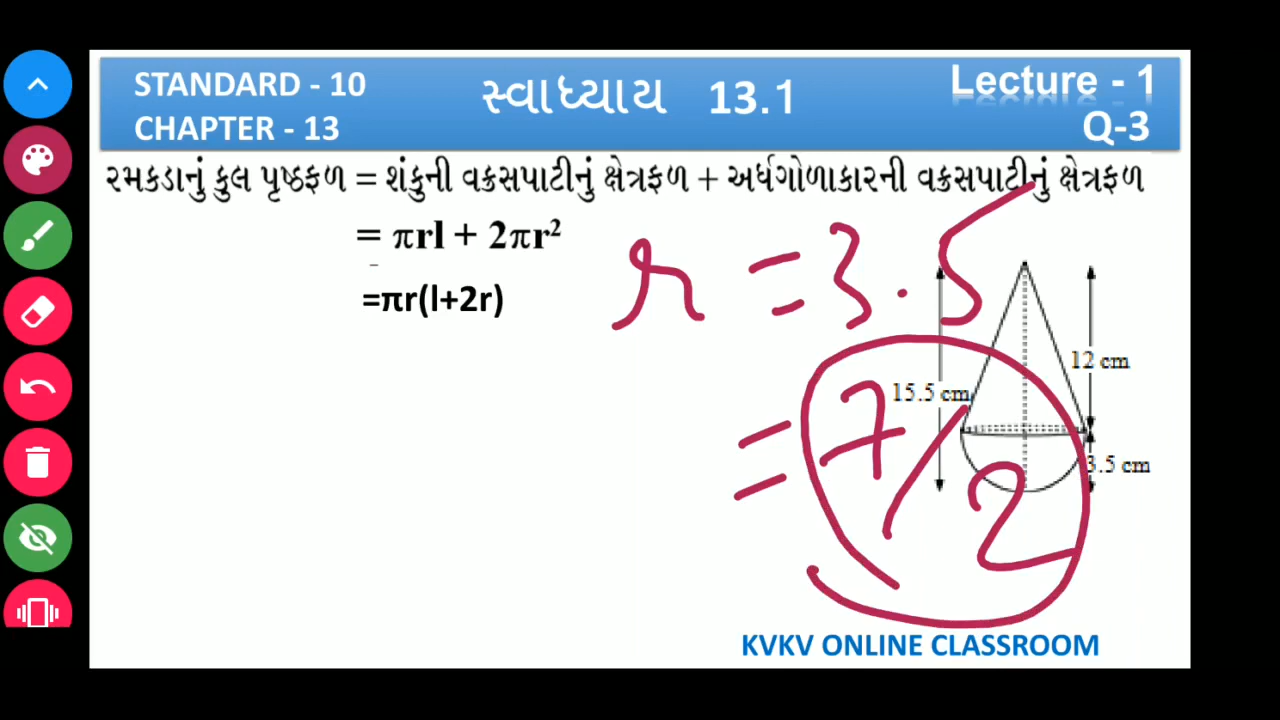 STANDARD - 10
CHAPTER - 13
સ્વાધ્યાય 13.1
Lecture - 1
Q-3
રમકડાનું કુલ પૃષ્ઠફળ = શંકુની વક્રસપાટીનું ક્ષેત્રફળ + અર્ધગોળાકારની વક્રસપાટીનું ક્ષેત્રફળ
= πrl + 2πr²
=πr(l+2r)
r = 3.5
= 7/2
12 cm
15.5 cm
3.5 cm
KVKV ONLINE CLASSROOM